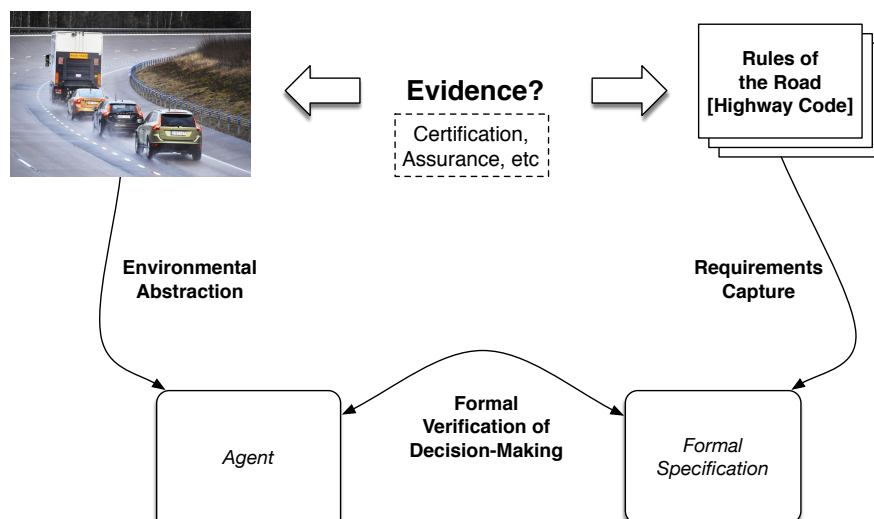 Evidence?
Certification,
Assurance, etc
Rules of
the Road
[Highway Code]
Environmental
Abstraction
Requirements
Capture
Formal
Verification of
Decision-Making
Agent
Formal
Specification